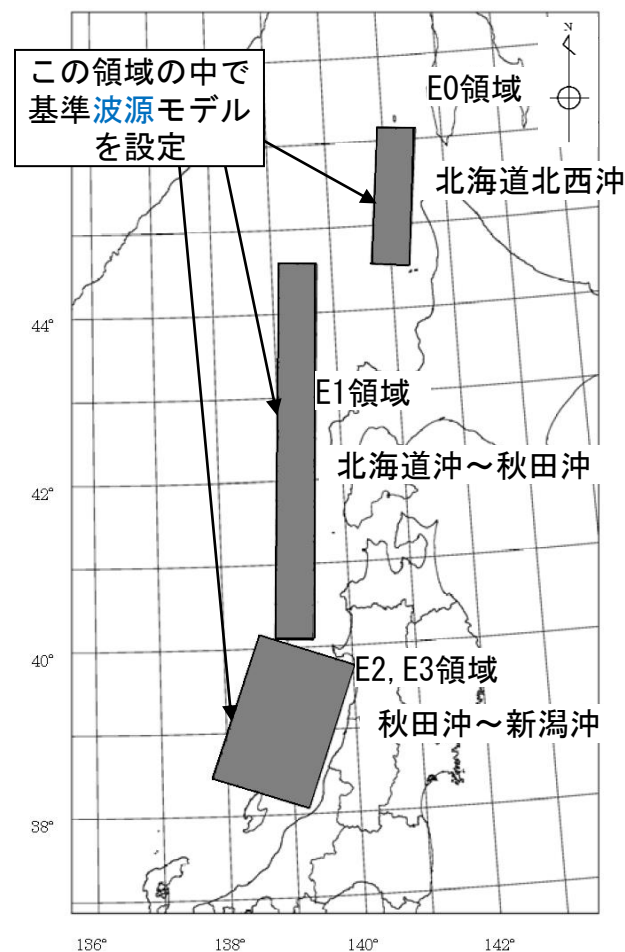 この領域の中で
基準波源モデル
を設定
N
E0領域
北海道北西沖
44°
E1領域
北海道沖～秋田沖
42°
40°
E2, E3領域
秋田沖～新潟沖
38°
136°
138°
140°
142°